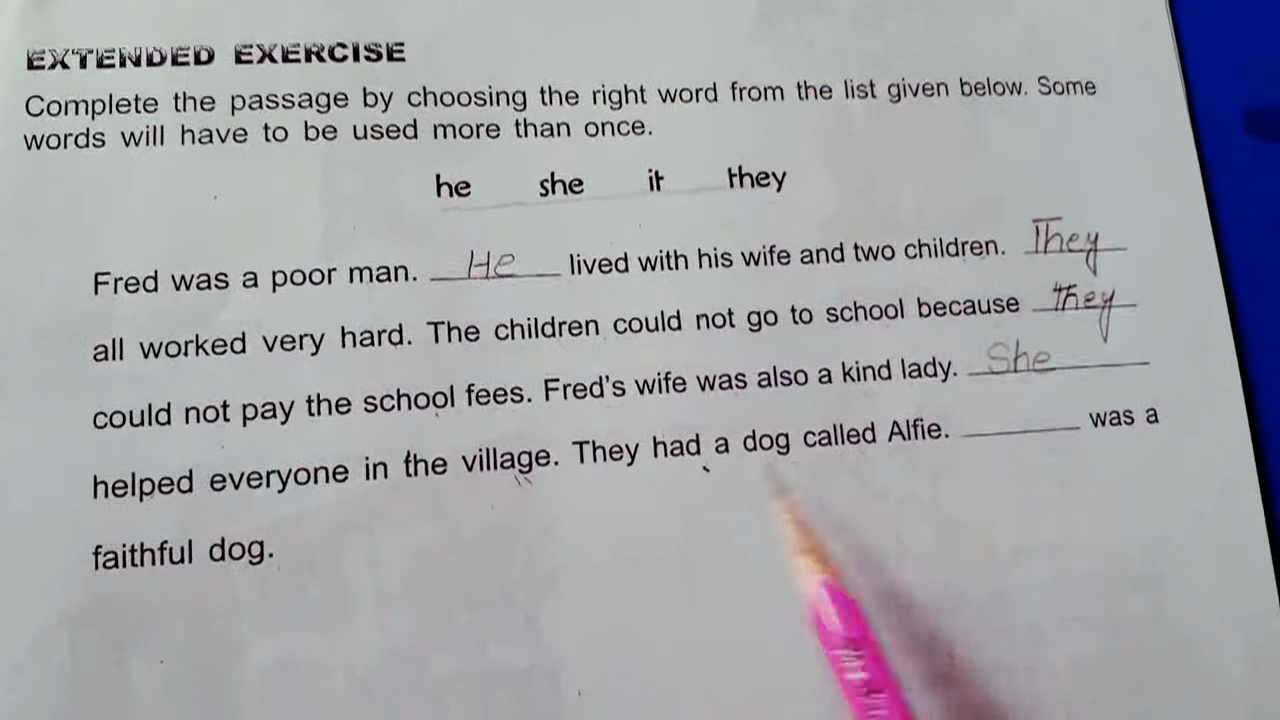 EXTENDED EXERCISE
Complete the passage by choosing the right word from the list given below. Some
words will have to be used more than once.
he she it they
Fred was a poor man. He lived with his wife and two children. They
all worked very hard. The children could not go to school because they
could not pay the school fees. Fred's wife was also a kind lady. She
helped everyone in the village. They had a dog called Alfie. ______ was a
faithful dog.